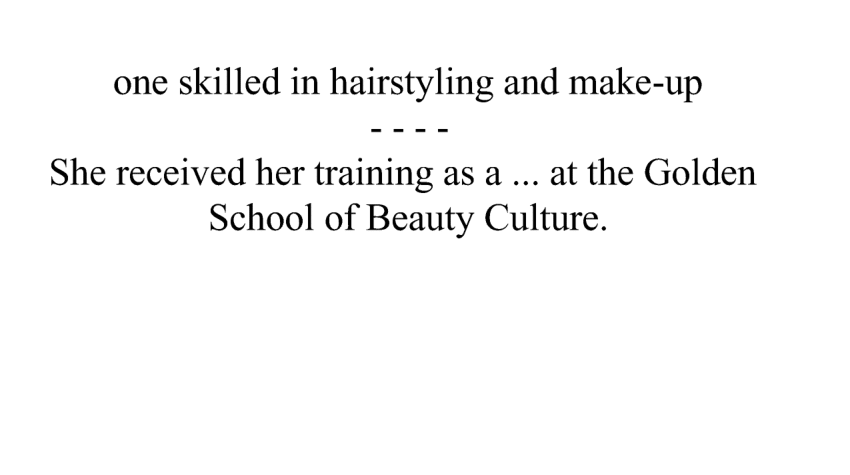 one skilled in hairstyling and make-up
- - - -
She received her training as a ... at the Golden
School of Beauty Culture.